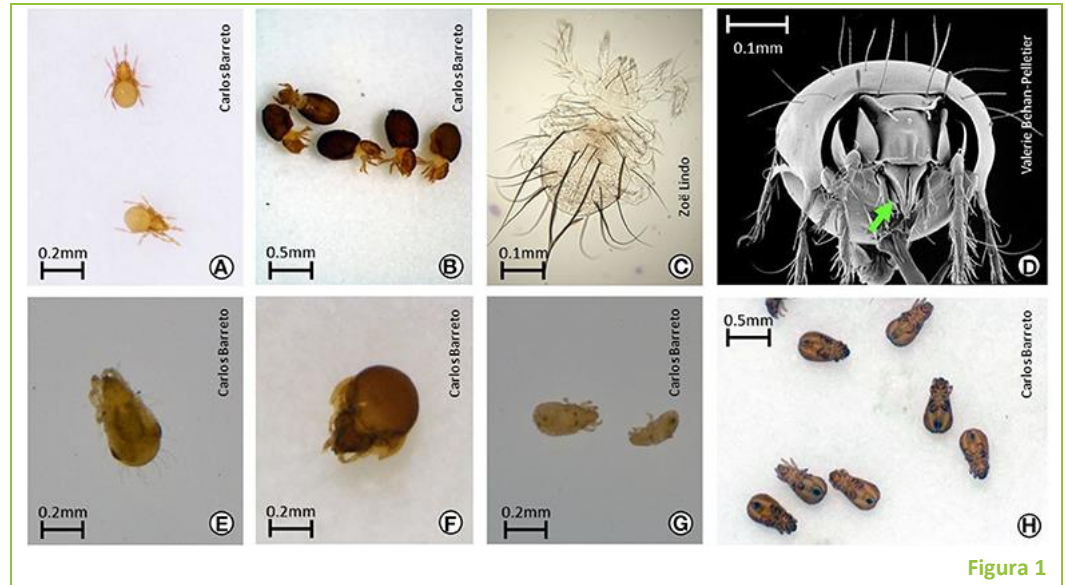 Carlos Barreto
0.2mm
A
Carlos Barreto
0.5mm
B
Zoë Lindo
0.1mm
C
0.1mm
Valerie Behan-Pelletier
D
Carlos Barreto
0.2mm
E
Carlos Barreto
0.2mm
F
Carlos Barreto
0.2mm
G
0.5mm
Carlos Barreto
H
Figura 1